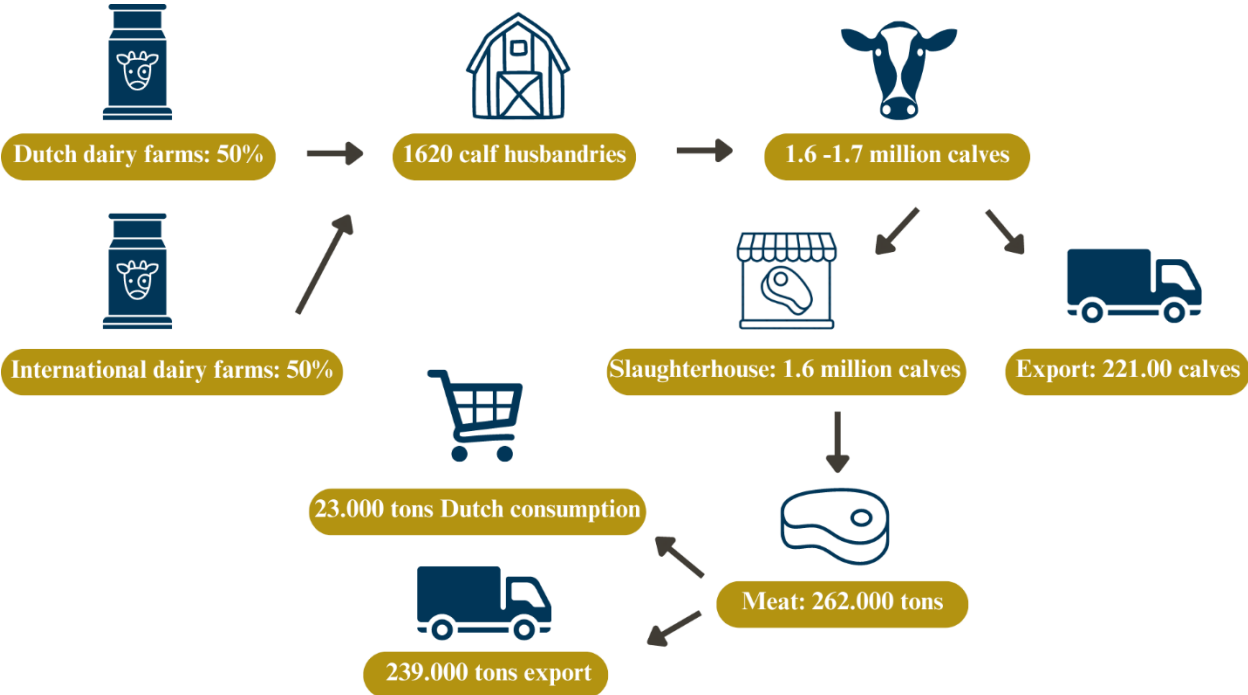 Dutch dairy farms: 50%
1620 calf husbandries
1.6 -1.7 million calves
International dairy farms: 50%
Slaughterhouse: 1.6 million calves
Export: 221.00 calves
23.000 tons Dutch consumption
Meat: 262.000 tons
239.000 tons export